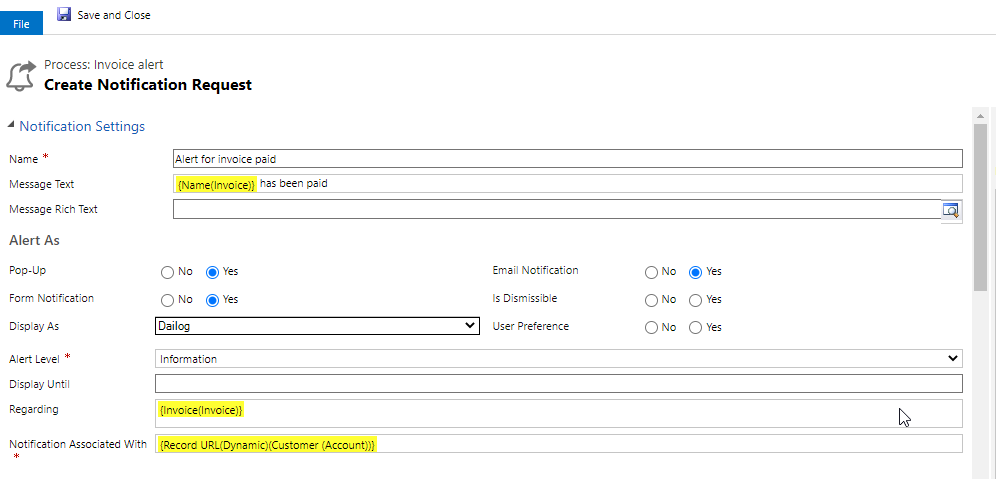 File
Save and Close
Process: Invoice alert
Create Notification Request
Notification Settings
Name * Alert for invoice paid
Message Text {Name(Invoice)} has been paid
Message Rich Text
Alert As
Pop-Up No Yes Email Notification No Yes
Form Notification No Yes Is Dismissible No Yes
Display As Dailog User Preference No Yes
Alert Level * Information
Display Until
Regarding {Invoice(Invoice)}
Notification Associated With * {Record URL(Dynamic)(Customer (Account))}